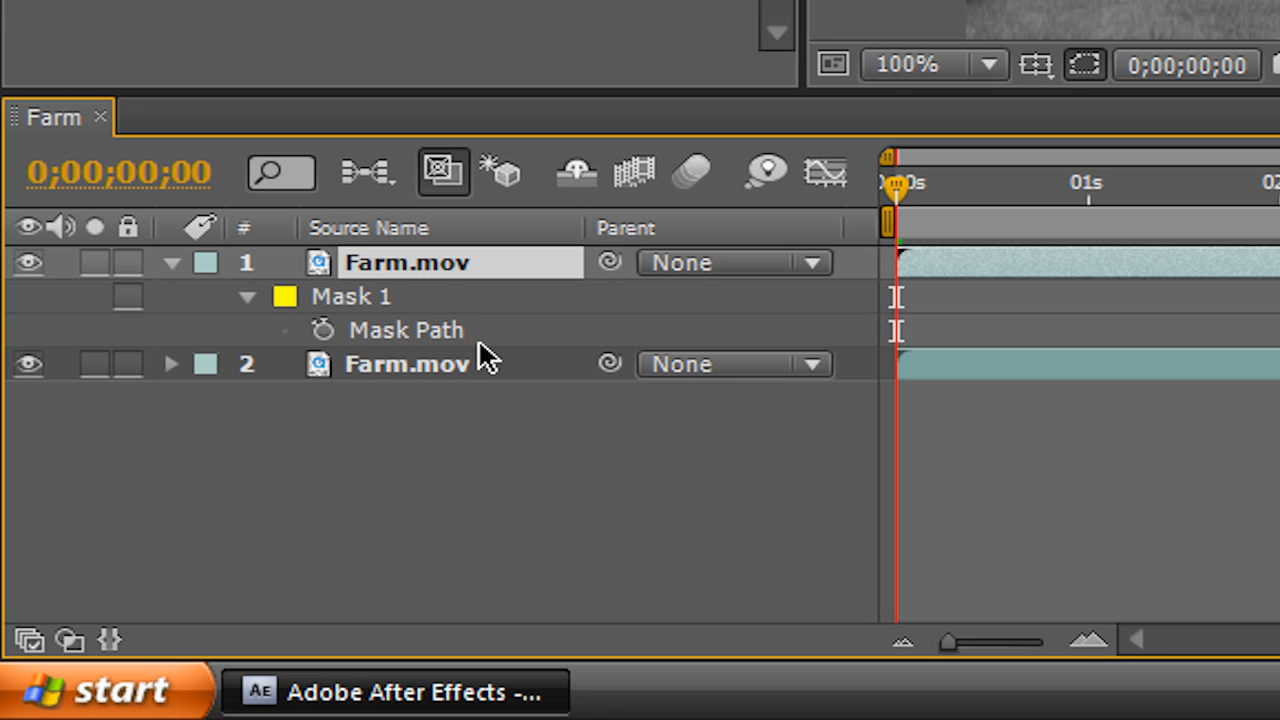 100%
0;00;00;00
Farm
0;00;00;00
01s
# Source Name Parent
1 Farm.mov None
Mask 1
Mask Path
2 Farm.mov None
start
AE Adobe After Effects -...